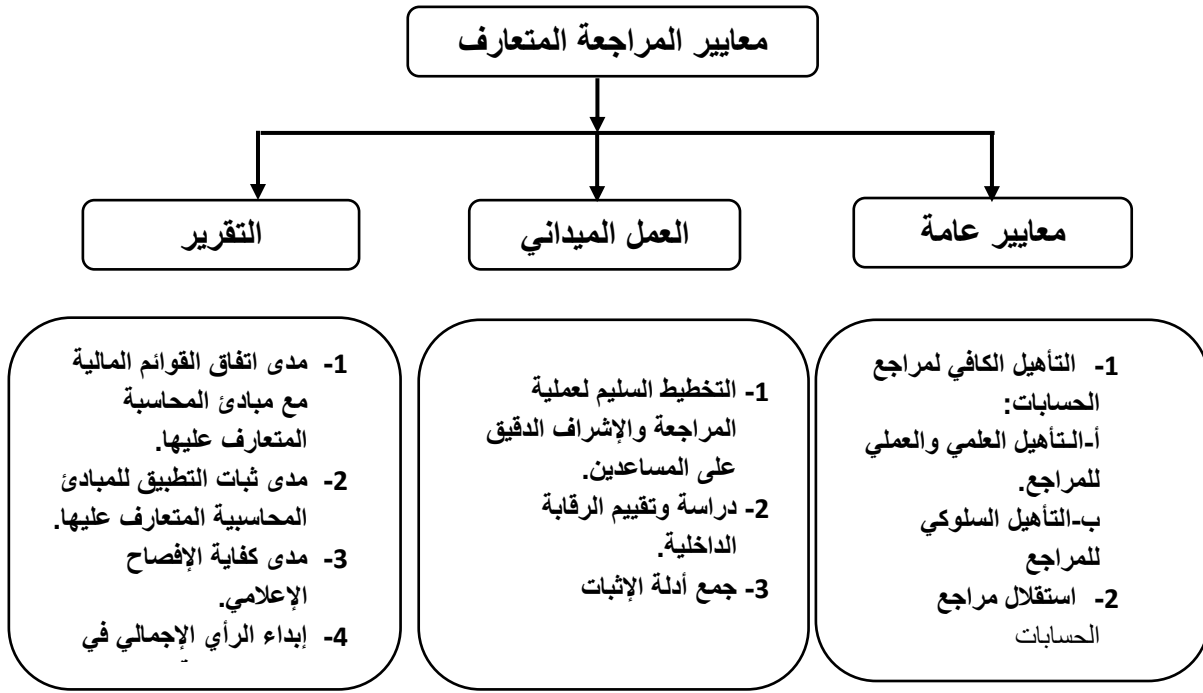 معايير المراجعة المتعارف
معايير عامة
العمل الميداني
التقرير
1- التأهيل الكافي لمراجع
الحسابات:
أ-التأهيل العلمي والعملي
للمراجع.
ب-التأهيل السلوكي
للمراجع
2- استقلال مراجع
الحسابات
1- التخطيط السليم لعملية
المراجعة والإشراف الدقيق
على المساعدين.
2- دراسة وتقييم الرقابة
الداخلية.
3- جمع أدلة الإثبات
1- مدى اتفاق القوائم المالية
مع مبادئ المحاسبة
المتعارف عليها.
2- مدى ثبات التطبيق للمبادئ
المحاسبية المتعارف عليها.
3- مدى كفاية الإفصاح
الإعلامي.
4- إبداء الرأي الإجمالي في